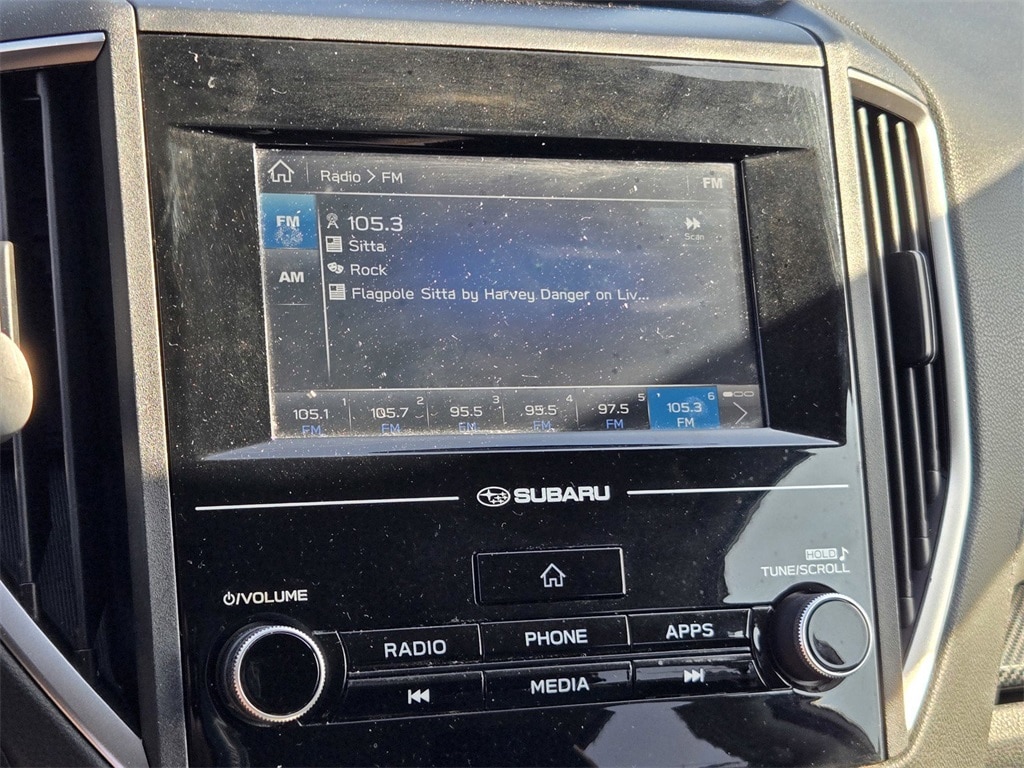 Radio > FM
FM
FM
105.3
Scan
Sitta
AM
Rock
Flagpole Sitta by Harvey Danger on Liv...
1 2 3 4 5 6
105.1 105.7 95.5 95.5 97.5 105.3
FM FM FM FM FM FM
SUBARU
HOLD
TUNE/SCROLL
/VOLUME
RADIO PHONE APPS
MEDIA